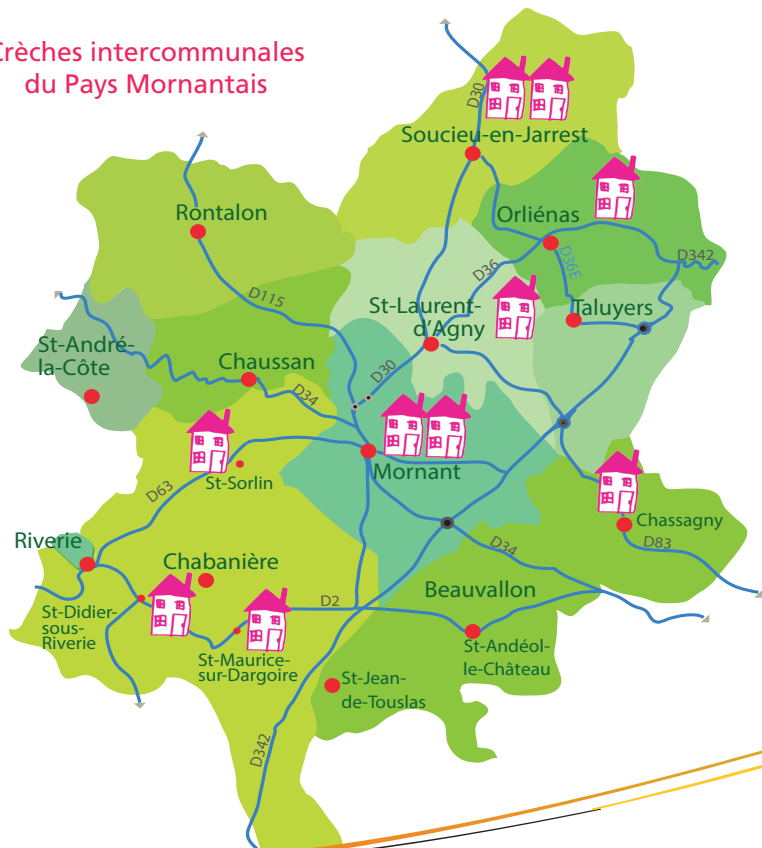 Crèches intercommunales
du Pays Mornantais
D30
Soucieu-en-Jarrest
Orliénas
Rontalon
D36
D36E
D342
D115
St-Laurent-
d'Agny
Taluyers
St-André-
la-Côte
Chaussan
D30
D34
Mornant
St-Sorlin
D63
Chassagny
D83
Riverie
Chabanière
D34
Beauvallon
D2
St-Didier-
sous-
Riverie
St-Maurice-
sur-Dargoire
St-Andéol-
le-Château
St-Jean-
de-Touslas
D342